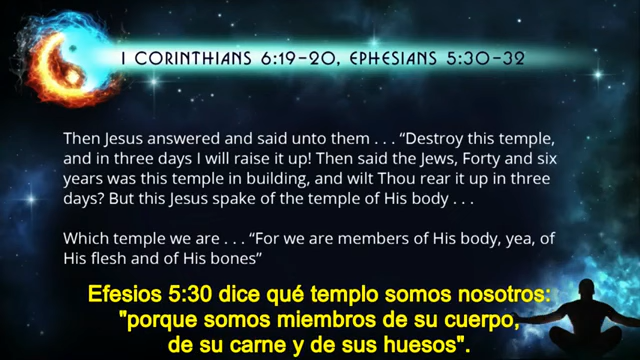 1 CORINTHIANS 6:19-20, EPHESIANS 5:30-32
Then Jesus answered and said unto them . . . “Destroy this temple,
and in three days I will raise it up! Then said the Jews, Forty and six
years was this temple in building, and wilt Thou rear it up in three
days? But this Jesus spake of the temple of His body . . .
Which temple we are . . . “For we are members of His body, yea, of
His flesh and of His bones”
Efesios 5:30 dice qué templo somos nosotros:
"porque somos miembros de su cuerpo,
de su carne y de sus huesos".